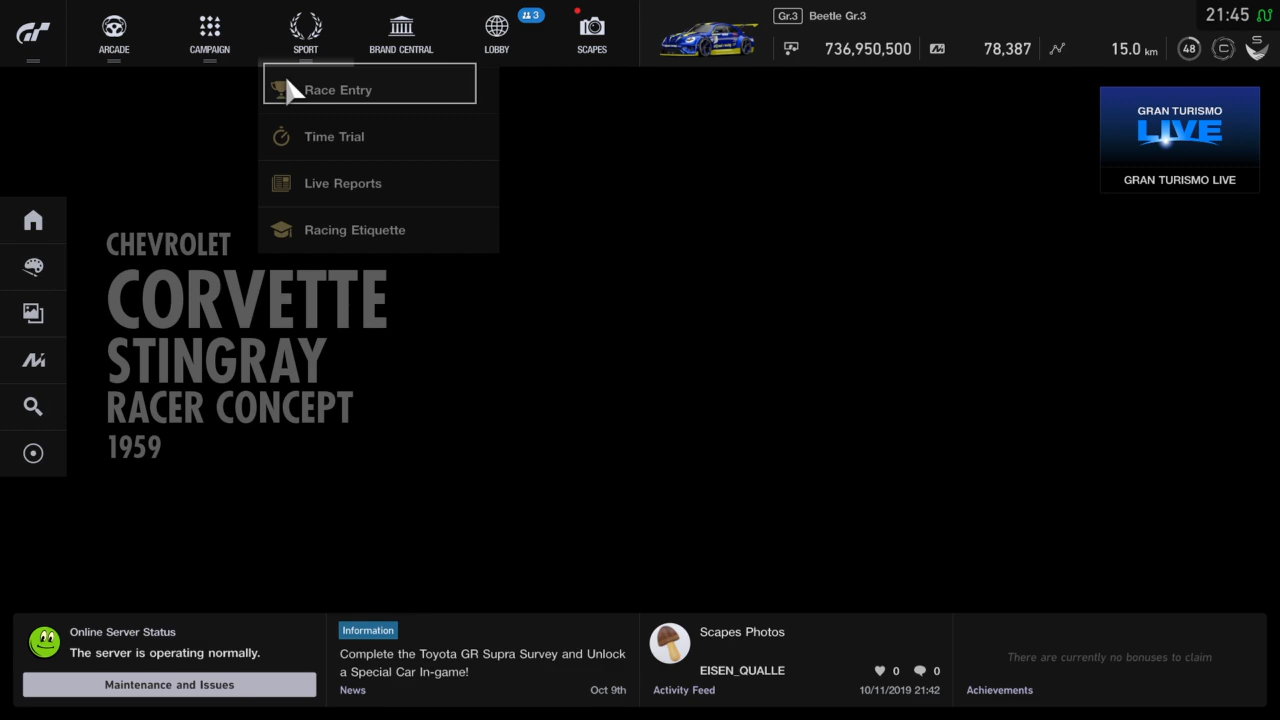 ARCADE
CAMPAIGN
SPORT
BRAND CENTRAL
LOBBY
3
SCAPES
Gr.3 Beetle Gr.3
736,950,500
78,387
15.0 km
48
C
S
21:45
Race Entry
Time Trial
Live Reports
Racing Etiquette
GRAN TURISMO
LIVE
GRAN TURISMO LIVE
CHEVROLET
CORVETTE
STINGRAY
RACER CONCEPT
1959
Online Server Status
The server is operating normally.
Maintenance and Issues
Information
Complete the Toyota GR Supra Survey and Unlock
a Special Car In-game!
News Oct 9th
Scapes Photos
EISEN_QUALLE 0 0
Activity Feed 10/11/2019 21:42
There are currently no bonuses to claim
Achievements